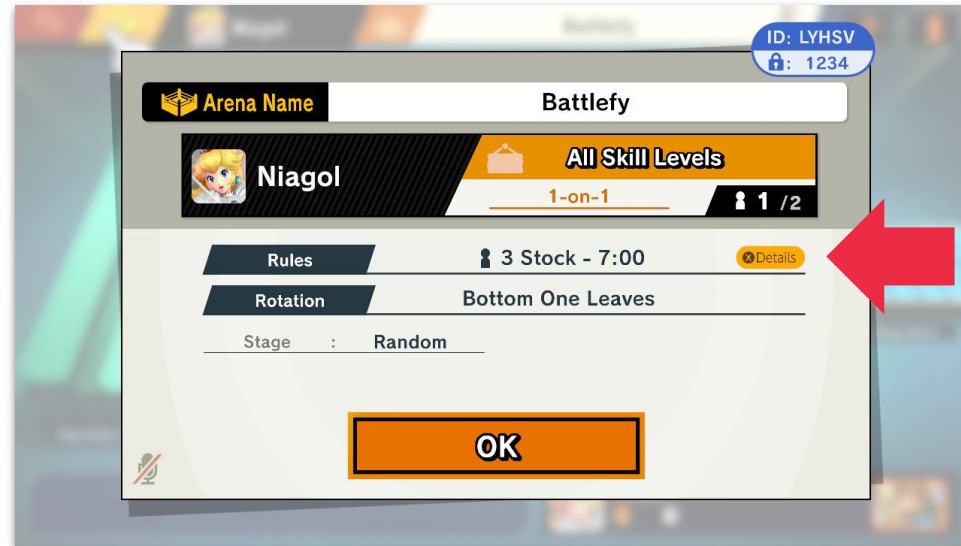 ID: LYHSV
: 1234
Arena Name Battlefy
Niagol
All Skill Levels
1-on-1
1 /2
Rules 3 Stock - 7:00 X Details
Rotation Bottom One Leaves
Stage : Random
OK